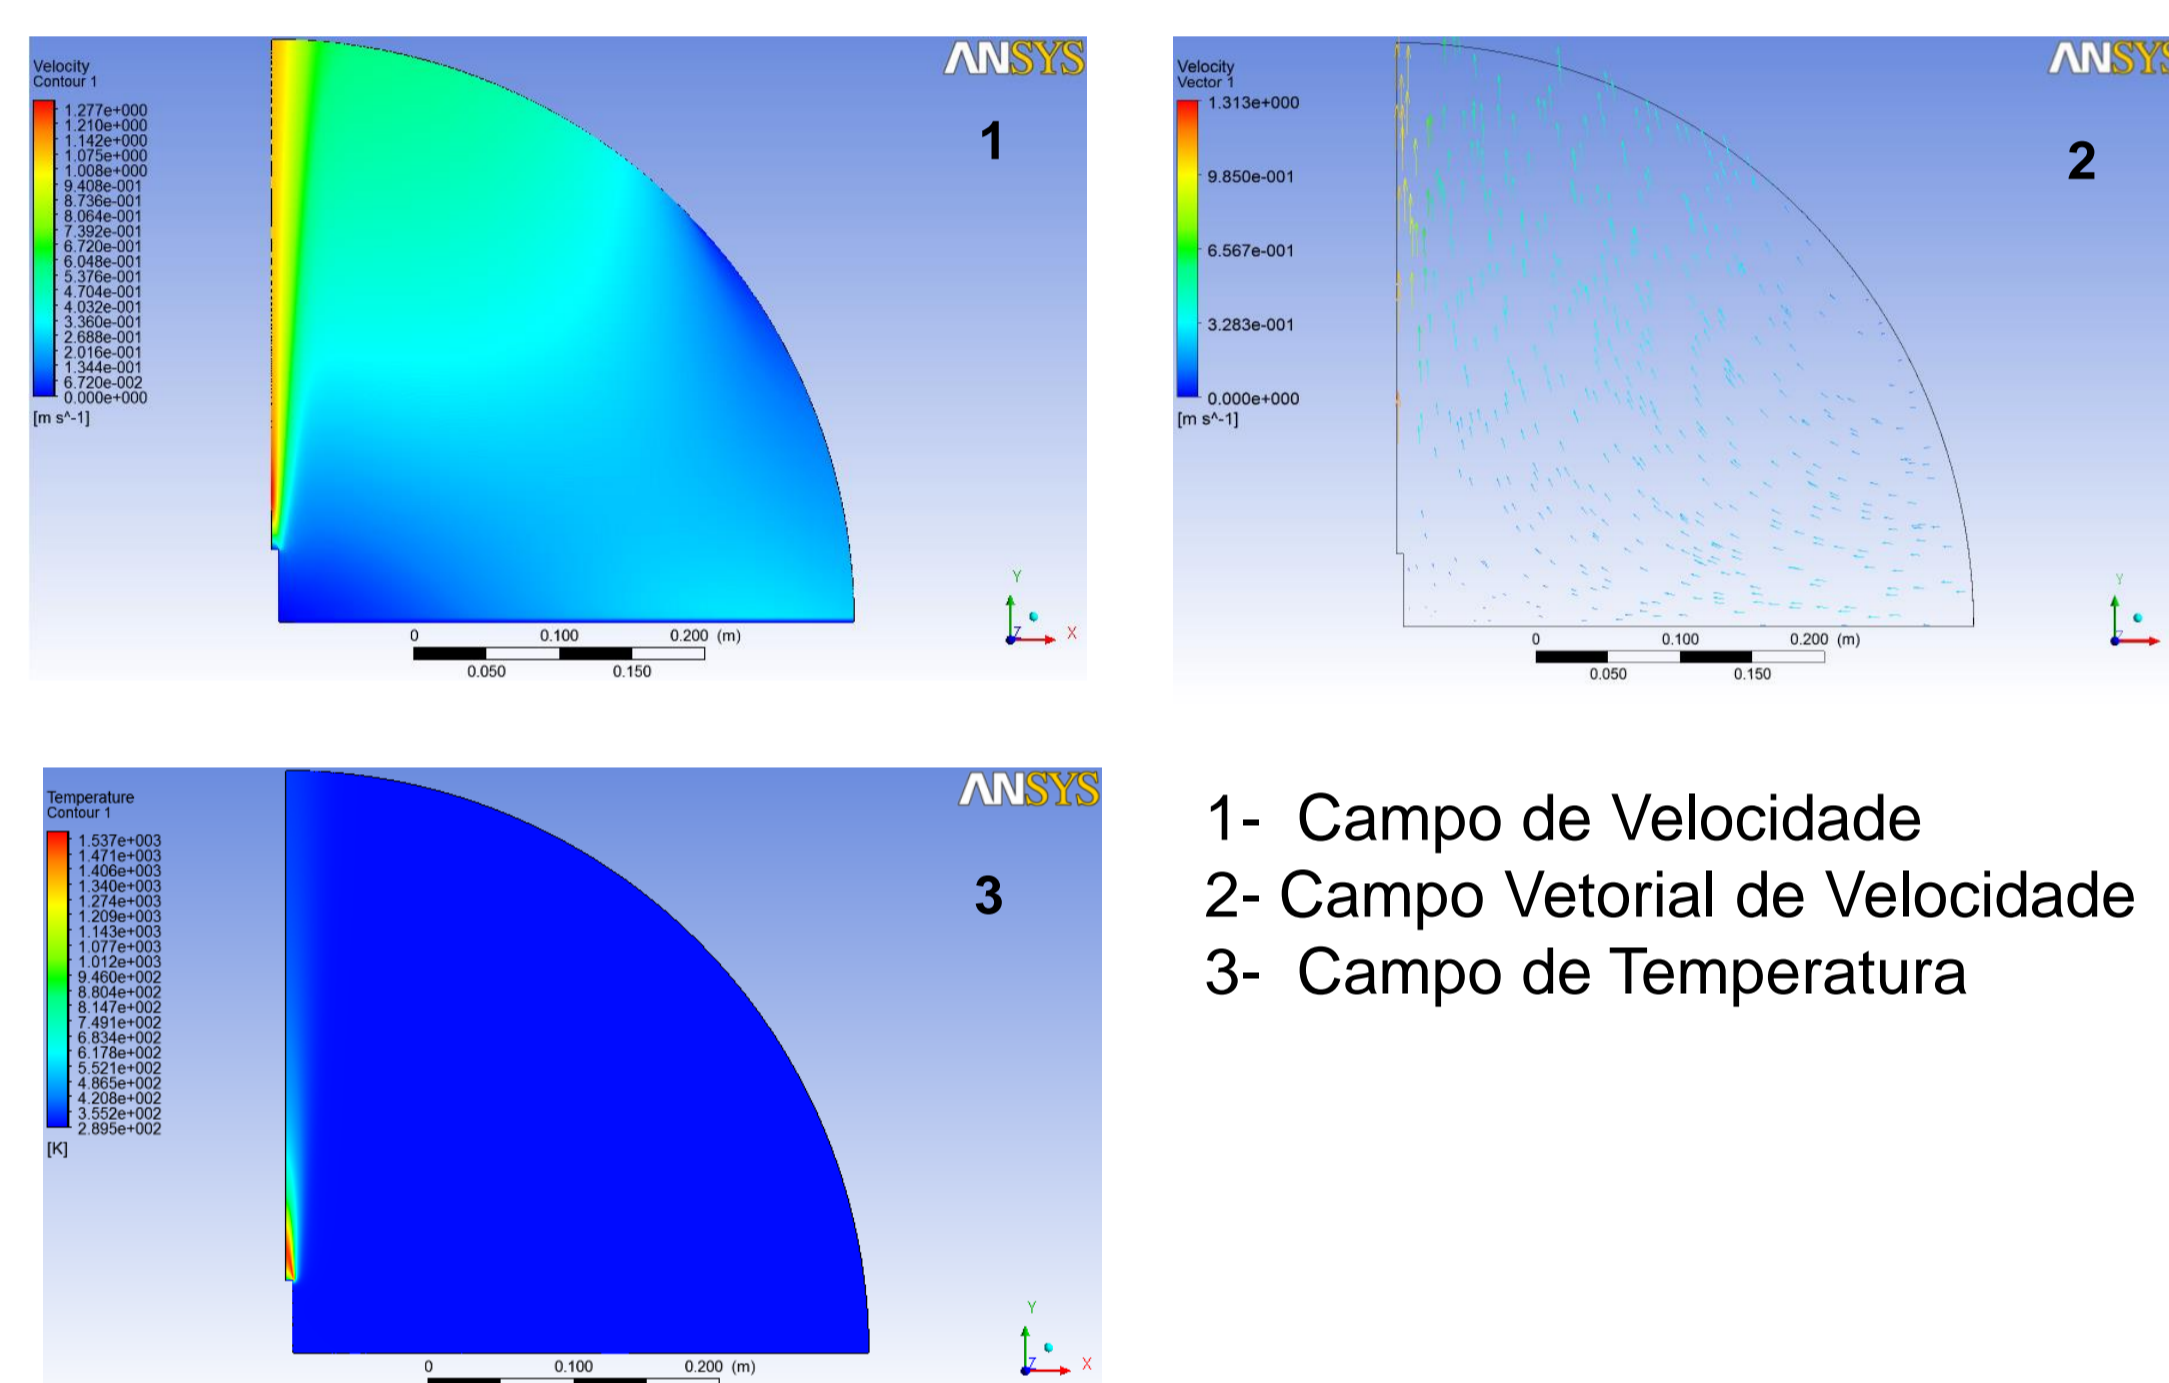 ANSYS
Velocity
Contour 1
1.277e+000
1.210e+000
1.142e+000
1.075e+000
1.008e+000
9.408e-001
8.736e-001
8.064e-001
7.392e-001
6.720e-001
6.048e-001
5.376e-001
4.704e-001
4.032e-001
3.360e-001
2.688e-001
2.016e-001
1.344e-001
6.720e-002
0.000e+000
[m s^-1]
1
0 0.100 0.200 (m)
0.050 0.150
Y
Z X
ANSYS
Velocity
Vector 1
1.313e+000
9.850e-001
6.567e-001
3.283e-001
0.000e+000
[m s^-1]
2
0 0.100 0.200 (m)
0.050 0.150
Y
Z
ANSYS
Temperature
Contour 1
1.537e+003
1.471e+003
1.406e+003
1.340e+003
1.274e+003
1.209e+003
1.143e+003
1.077e+003
1.012e+003
9.460e+002
8.804e+002
8.147e+002
7.491e+002
6.834e+002
6.178e+002
5.521e+002
4.865e+002
4.208e+002
3.552e+002
2.895e+002
[K]
3
0 0.100 0.200 (m)
Y
Z X
1- Campo de Velocidade
2- Campo Vetorial de Velocidade
3- Campo de Temperatura